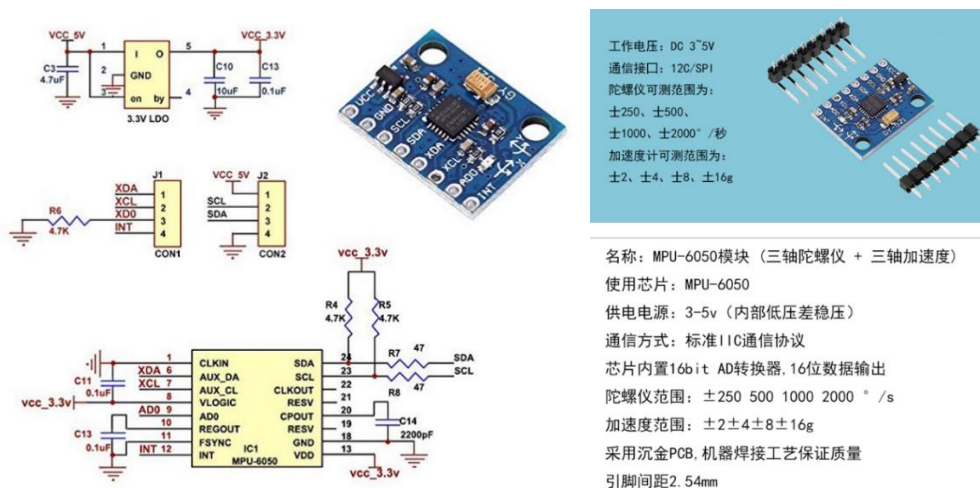 VCC_5V
VCC_3.3V
1
I
O
5
C3
4.7uF
2
GND
3
en
by
4
C10
10uF
C13
0.1uF
3.3V LDO
J1
XDA
1
XCL
2
R6
XD0
3
4.7K
INT
4
CON1
J2
VCC_5V
1
SCL
2
SDA
3
4
CON2
vcc_3.3v
R4
4.7K
R5
4.7K
R7
47
SDA
SCL
47
R8
1
CLKIN
SDA
24
XDA 6
AUX_DA
SCL
23
C11
0.1uF
XCL 7
AUX_CL
CLKOUT
22
vcc_3.3v
8
VLOGIC
RESV
21
AD0 9
AD0
CPOUT
20
C14
2200pF
10
REGOUT
RESV
19
C13
0.1uF
11
FSYNC
GND
18
INT 12
INT
VDD
13
IC1
MPU-6050
vcc_3.3v
VCC
GND
SCL
SDA
XDA
XCL
AD0
INT
工作电压: DC 3~5V
通信接口: I2C/SPI
陀螺仪可测范围为:
±250、±500、
±1000、±2000°/秒
加速度计可测范围为:
±2、±4、±8、±16g
名称: MPU-6050模块 (三轴陀螺仪 + 三轴加速度)
使用芯片: MPU-6050
供电电源: 3-5v (内部低压差稳压)
通信方式: 标准IIC通信协议
芯片内置16bit AD转换器,16位数据输出
陀螺仪范围: ±250 500 1000 2000 ° /s
加速度范围: ±2±4±8±16g
采用沉金PCB,机器焊接工艺保证质量
引脚间距2.54mm